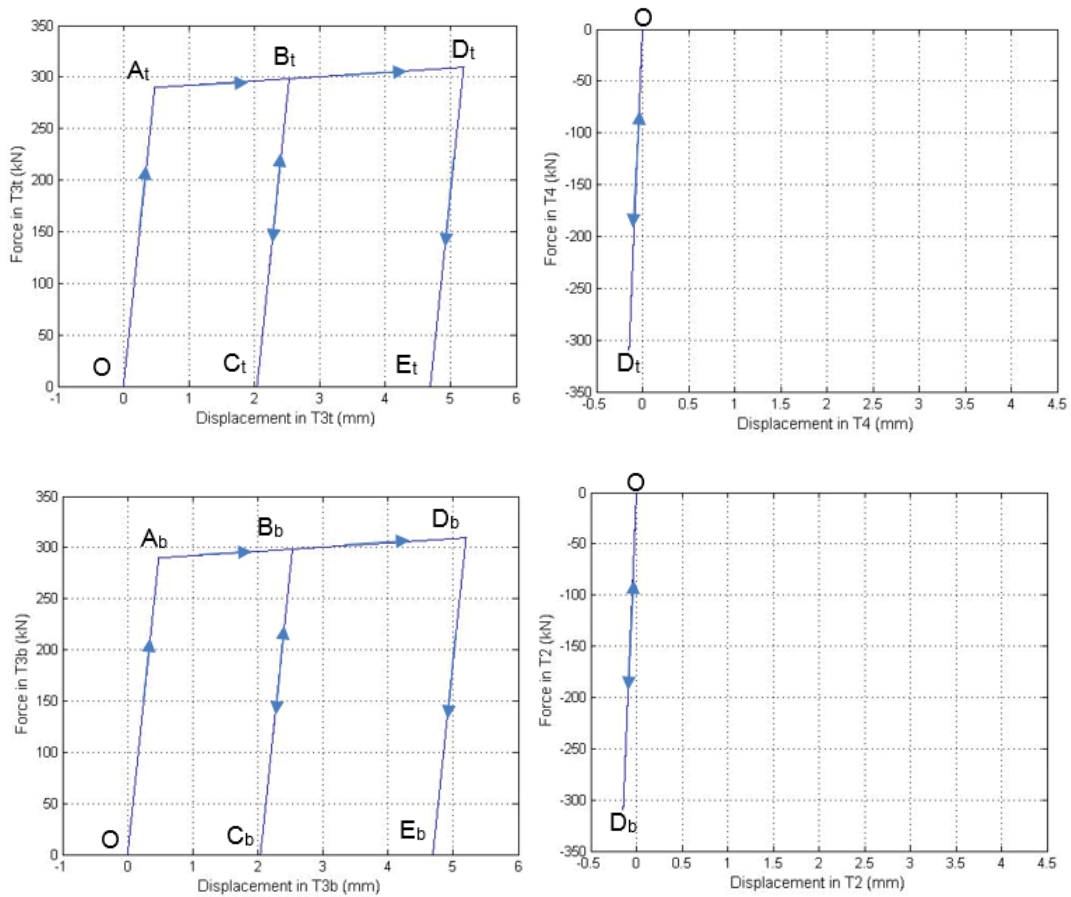 350
300
250
200
150
100
50
0
Force in T3t (kN)
O
At
Bt
Ct
Dt
Et
-1 0 1 2 3 4 5 6
Displacement in T3t (mm)
O
0
-50
-100
-150
-200
-250
-300
-350
Force in T4 (kN)
Dt
-0.5 0 0.5 1 1.5 2 2.5 3 3.5 4 4.5
Displacement in T4 (mm)
350
300
250
200
150
100
50
0
Force in T3b (kN)
O
Ab
Bb
Cb
Db
Eb
-1 0 1 2 3 4 5 6
Displacement in T3b (mm)
O
0
-50
-100
-150
-200
-250
-300
-350
Force in T2 (kN)
Db
-0.5 0 0.5 1 1.5 2 2.5 3 3.5 4 4.5
Displacement in T2 (mm)